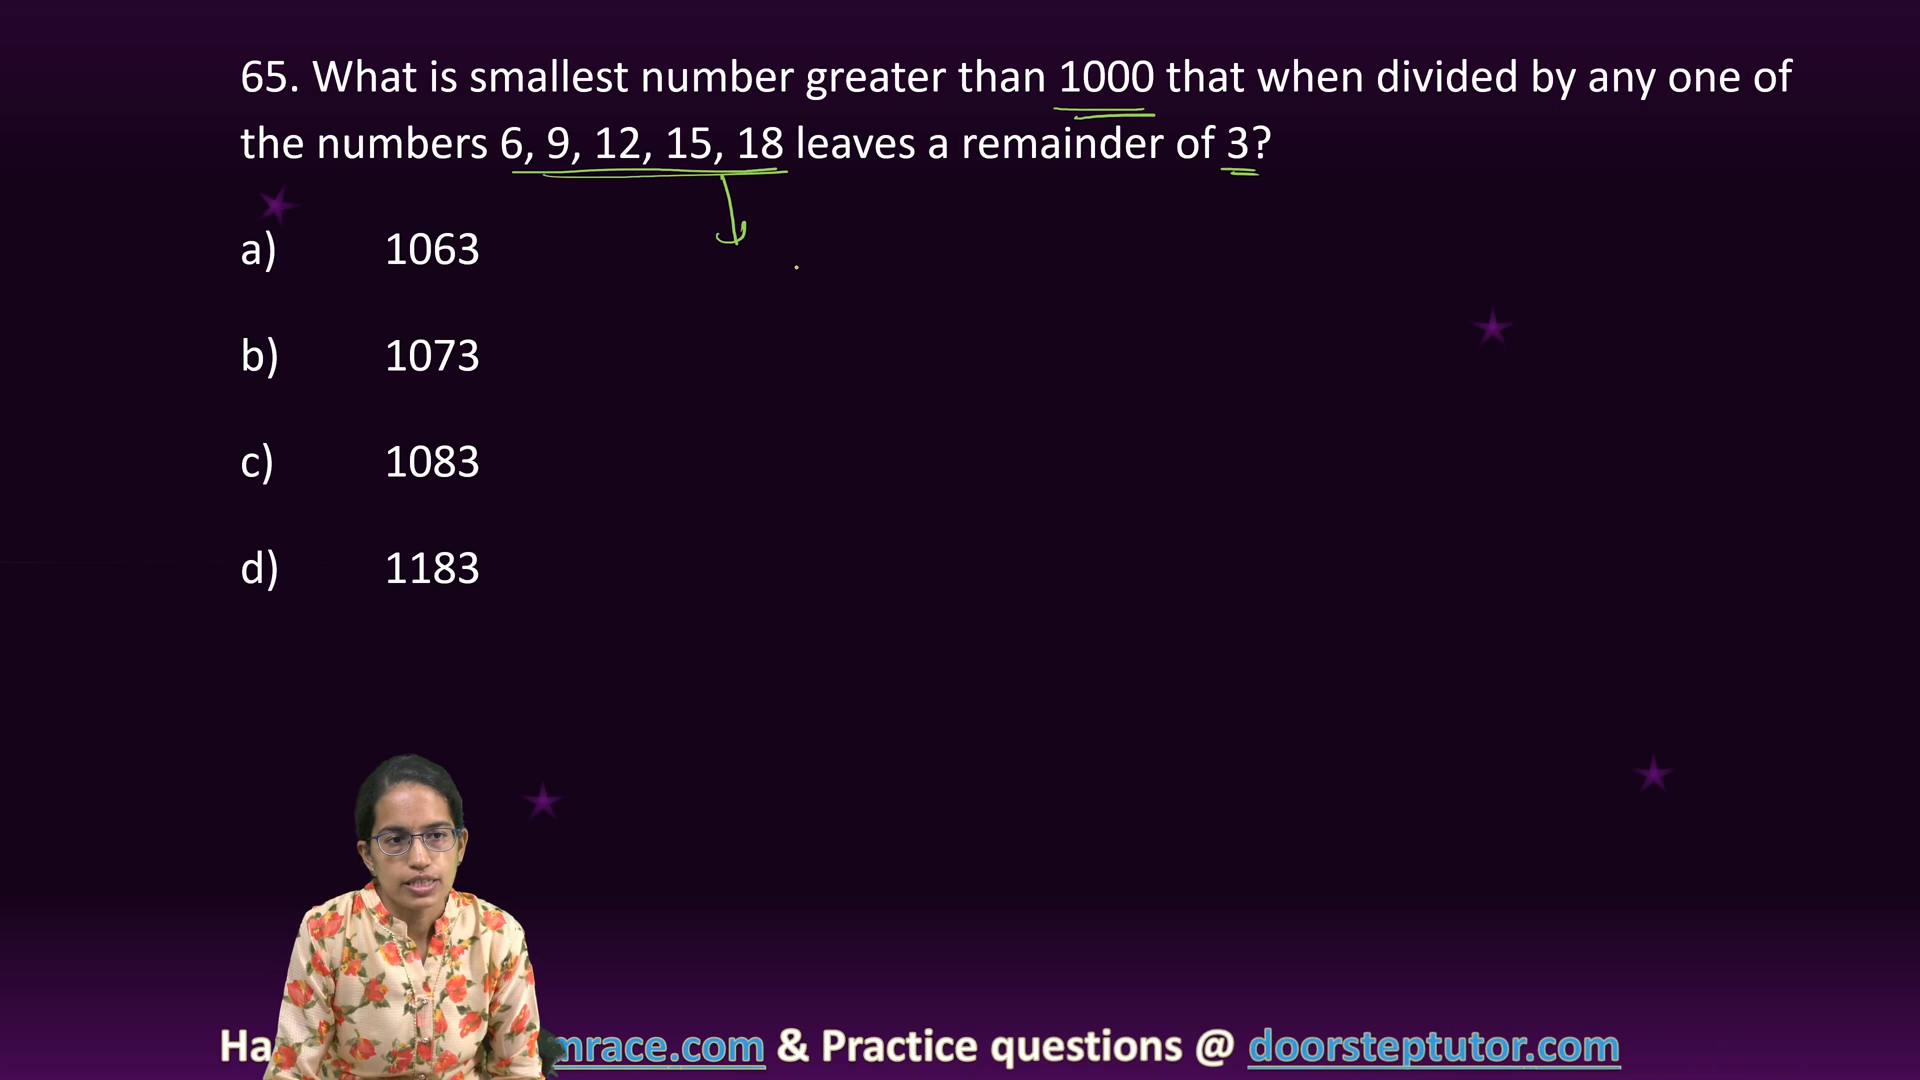 65. What is smallest number greater than 1000 that when divided by any one of
the numbers 6, 9, 12, 15, 18 leaves a remainder of 3?
a) 1063
b) 1073
c) 1083
d) 1183
Ha mrace.com & Practice questions @ doorsteptutor.com